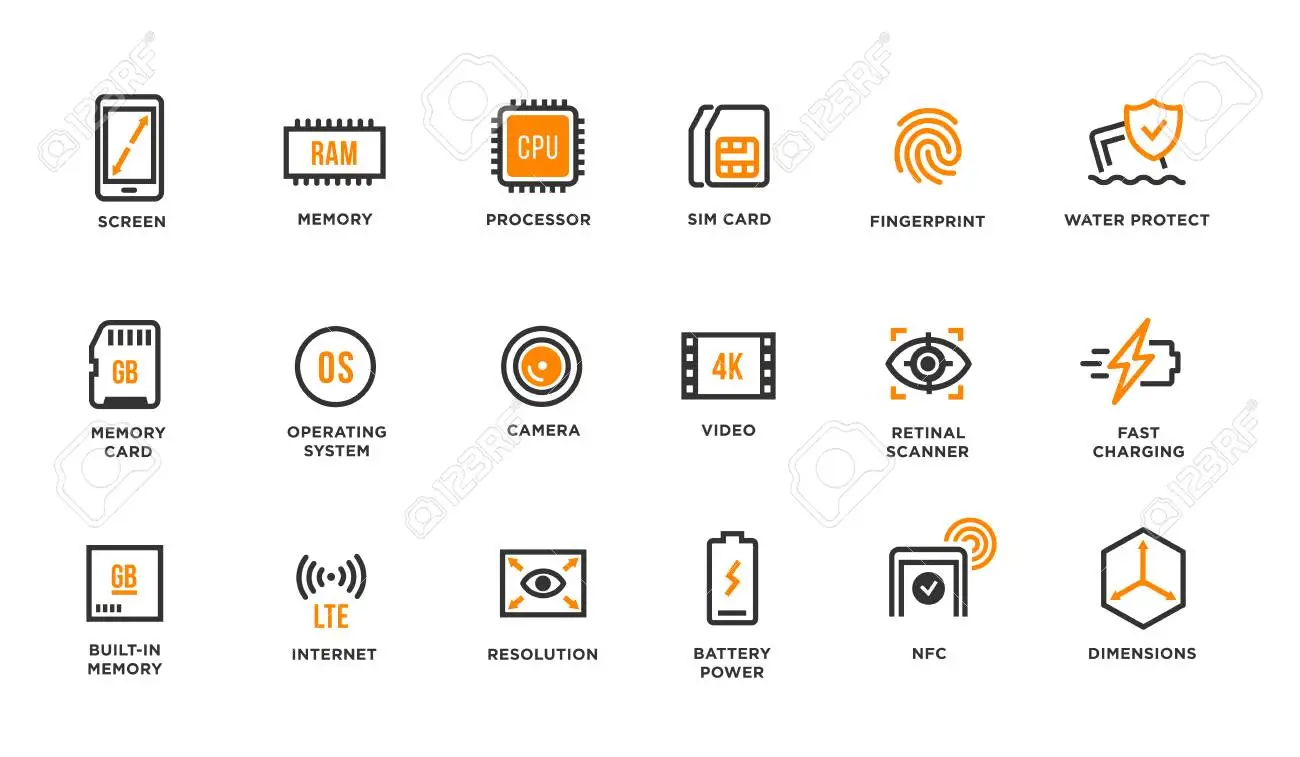 RAM
CPU
SCREEN
MEMORY
PROCESSOR
SIM CARD
FINGERPRINT
WATER PROTECT
GB
OS
4K
MEMORY
CARD
OPERATING
SYSTEM
CAMERA
VIDEO
RETINAL
SCANNER
FAST
CHARGING
GB
LTE
BUILT-IN
MEMORY
INTERNET
RESOLUTION
BATTERY
POWER
NFC
DIMENSIONS
123RF
123RF
123RF
123RF
123RF
123RF